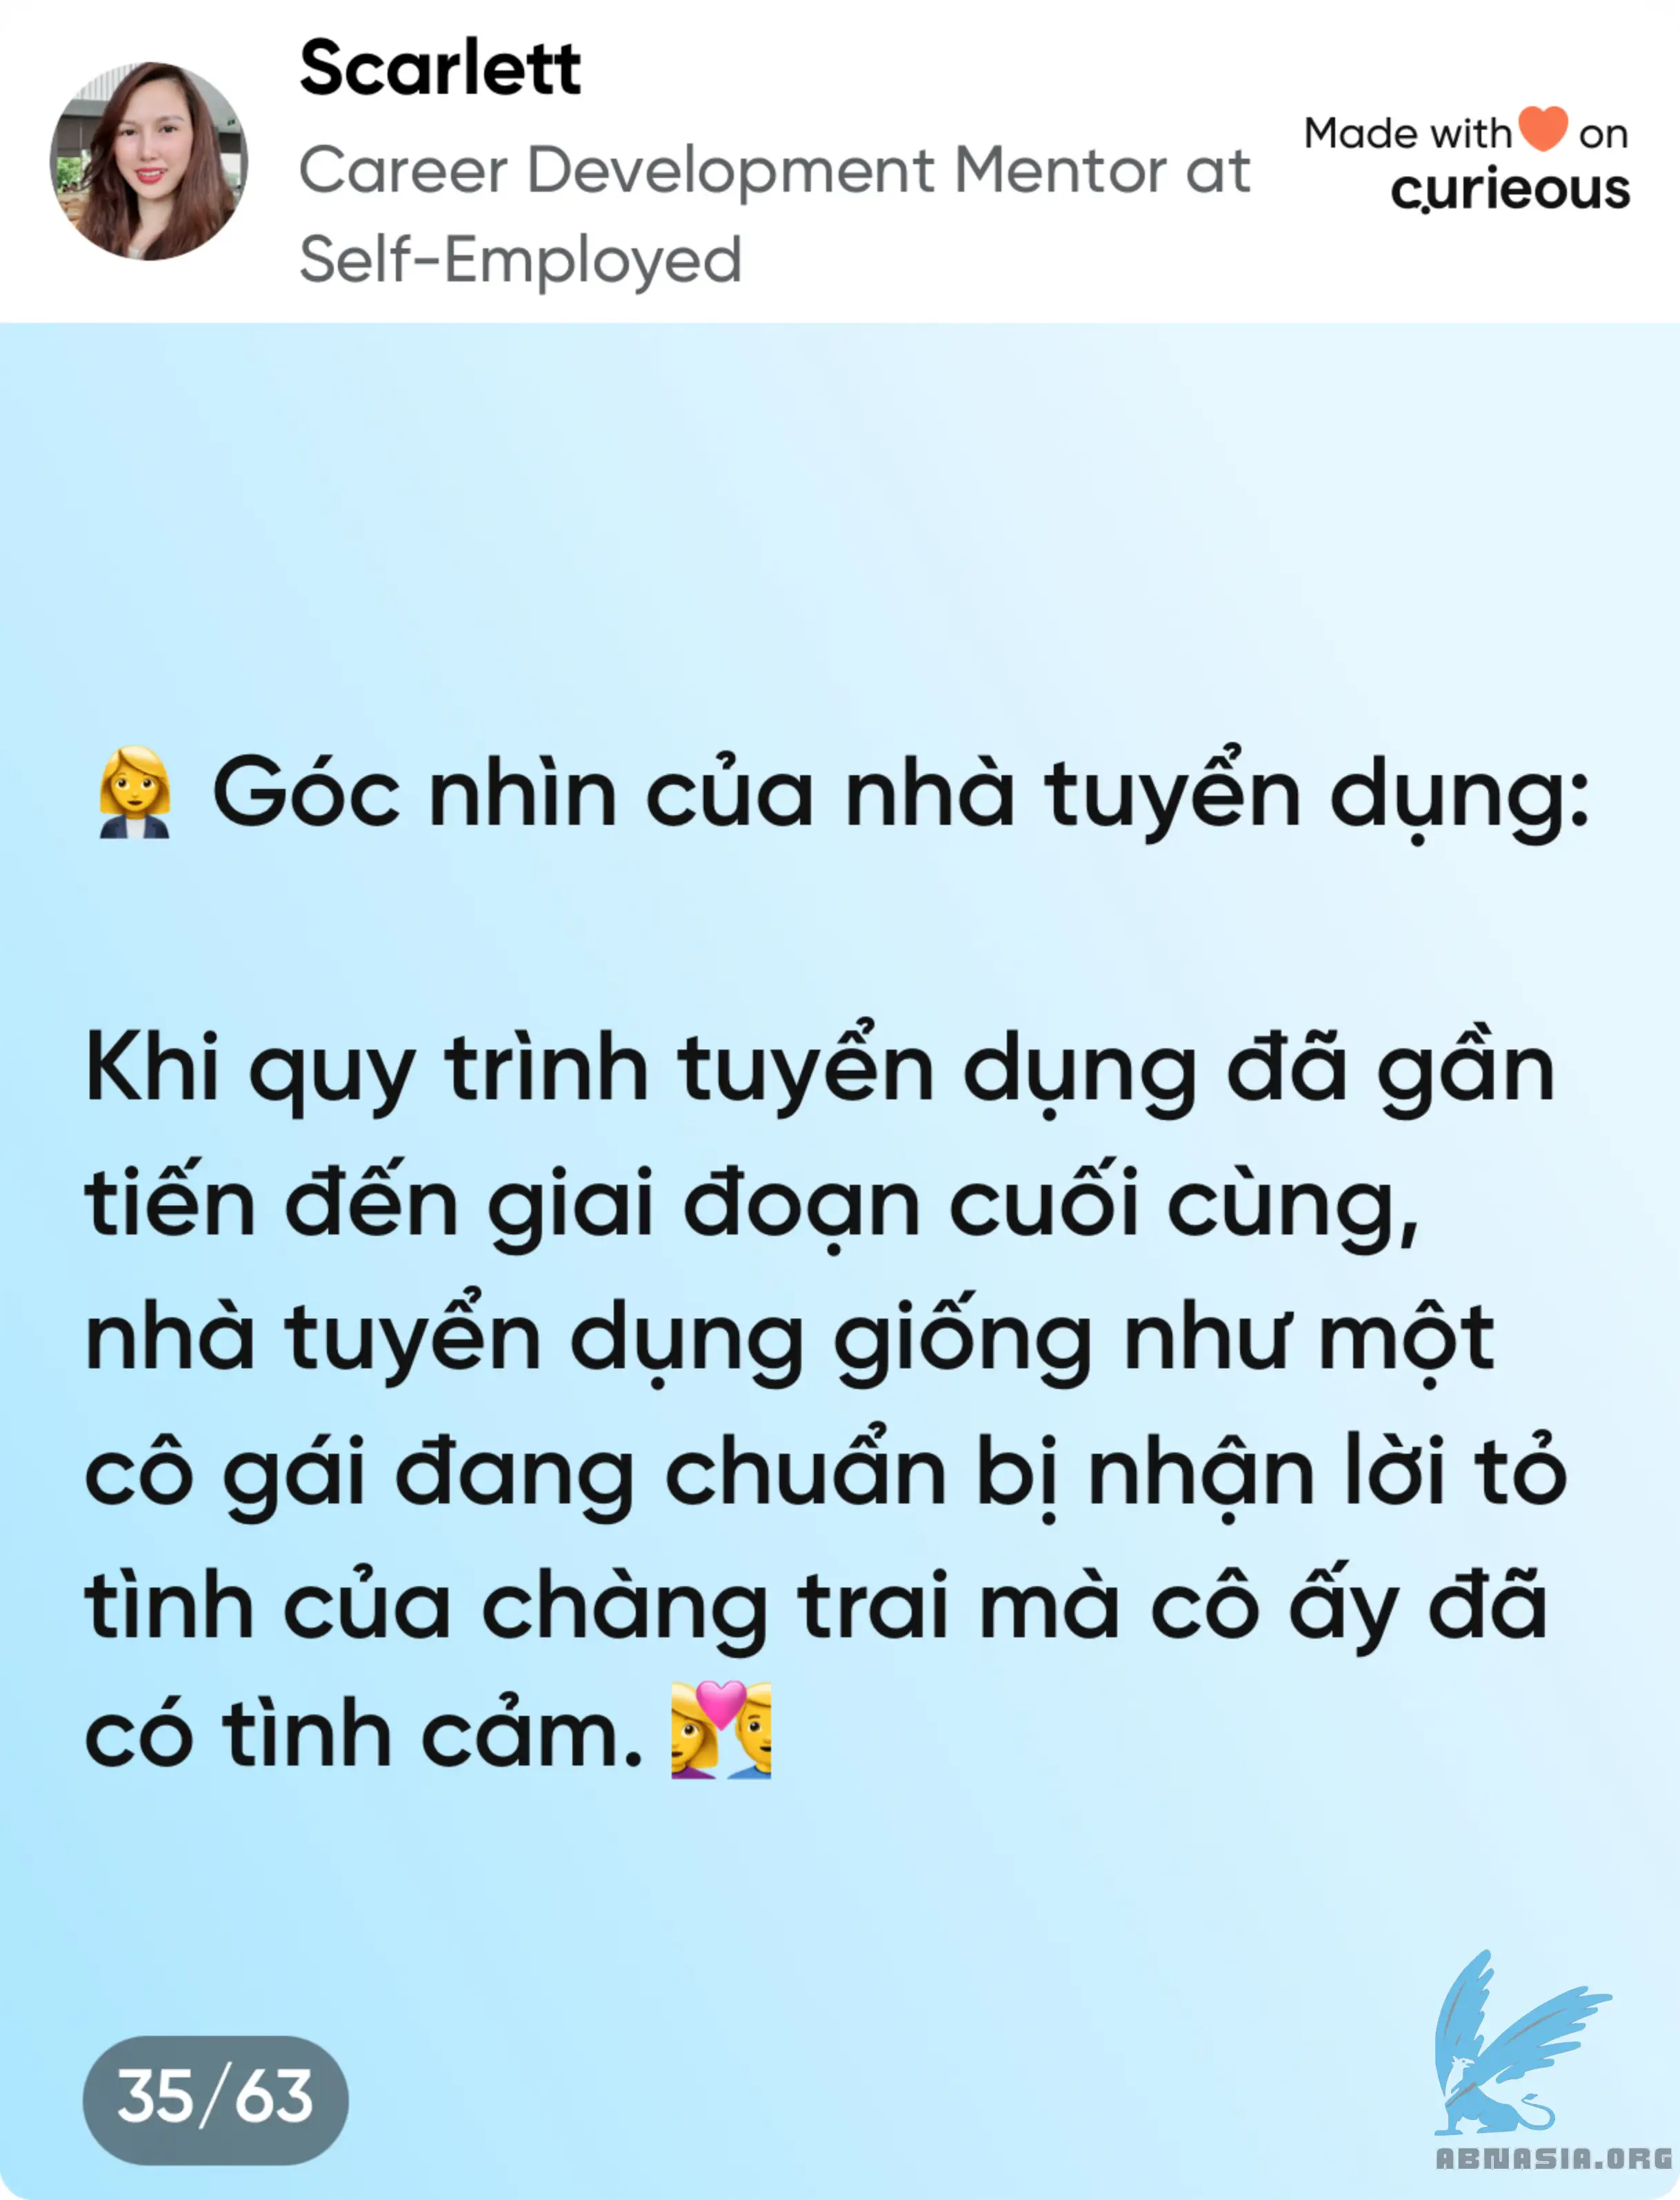 Scarlett
Career Development Mentor at
Self-Employed
Made with🧡on
curieous
👩‍💼 Góc nhìn của nhà tuyển dụng:
Khi quy trình tuyển dụng đã gần
tiến đến giai đoạn cuối cùng,
nhà tuyển dụng giống như một
cô gái đang chuẩn bị nhận lời tỏ
tình của chàng trai mà cô ấy đã
có tình cảm. 👩‍❤️‍👨
35/63
ABNASIA.ORG